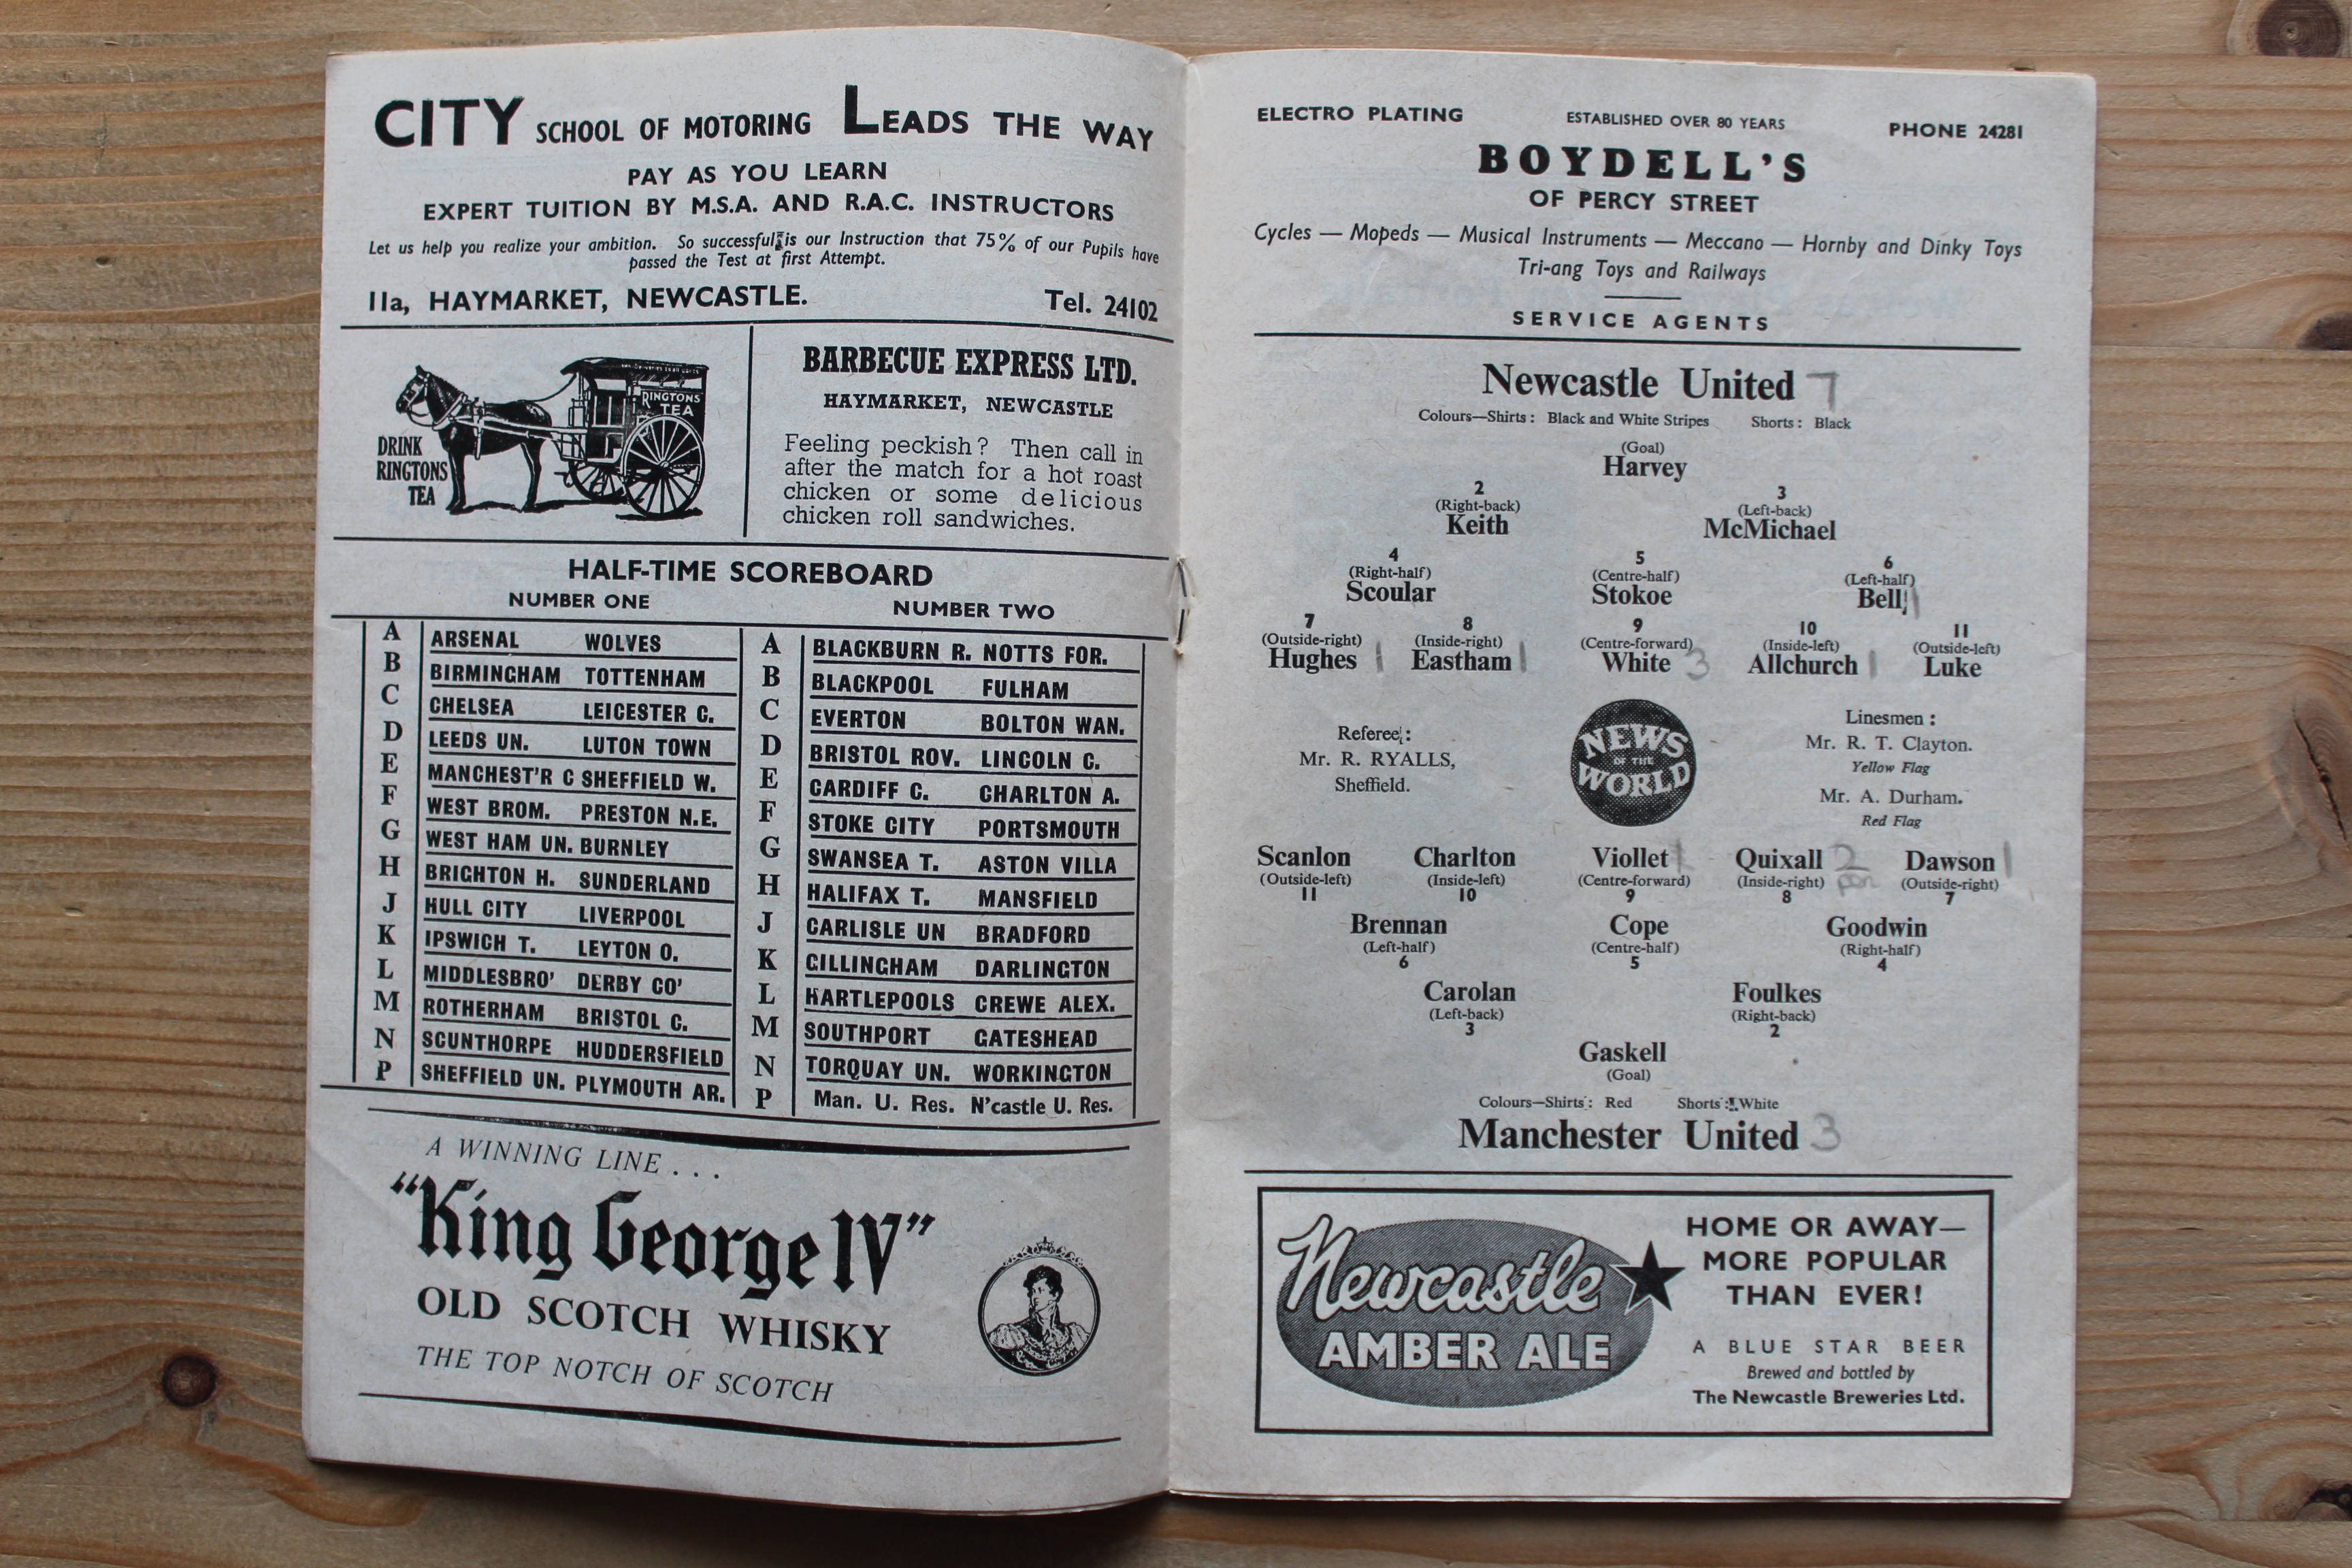 CITY SCHOOL OF MOTORING LEADS THE WAY
PAY AS YOU LEARN
EXPERT TUITION BY M.S.A. AND R.A.C. INSTRUCTORS
Let us help you realize your ambition. So successful is our Instruction that 75% of our Pupils have
passed the Test at first Attempt.
11a, HAYMARKET, NEWCASTLE. Tel. 24102
RINGTONS
TEA
DRINK
RINGTONS
TEA
BARBECUE EXPRESS LTD.
HAYMARKET, NEWCASTLE
Feeling peckish? Then call in
after the match for a hot roast
chicken or some delicious
chicken roll sandwiches.
HALF-TIME SCOREBOARD
NUMBER ONE
A ARSENAL WOLVES
B BIRMINGHAM TOTTENHAM
C CHELSEA LEICESTER C.
D LEEDS UN. LUTON TOWN
E MANCHEST'R C SHEFFIELD W.
F WEST BROM. PRESTON N.E.
G WEST HAM UN. BURNLEY
H BRIGHTON H. SUNDERLAND
J HULL CITY LIVERPOOL
K IPSWICH T. LEYTON O.
L MIDDLESBRO' DERBY CO'
M ROTHERHAM BRISTOL C.
N SCUNTHORPE HUDDERSFIELD
P SHEFFIELD UN. PLYMOUTH AR.
NUMBER TWO
A BLACKBURN R. NOTTS FOR.
B BLACKPOOL FULHAM
C EVERTON BOLTON WAN.
D BRISTOL ROV. LINCOLN C.
E CARDIFF C. CHARLTON A.
F STOKE CITY PORTSMOUTH
G SWANSEA T. ASTON VILLA
H HALIFAX T. MANSFIELD
J CARLISLE UN BRADFORD
K GILLINGHAM DARLINGTON
L HARTLEPOOLS CREWE ALEX.
M SOUTHPORT GATESHEAD
N TORQUAY UN. WORKINGTON
P Man. U. Res. N'castle U. Res.
A WINNING LINE . . .
"King George IV"
OLD SCOTCH WHISKY
THE TOP NOTCH OF SCOTCH
ELECTRO PLATING ESTABLISHED OVER 80 YEARS PHONE 24281
BOYDELL'S
OF PERCY STREET
Cycles — Mopeds — Musical Instruments — Meccano — Hornby and Dinky Toys
Tri-ang Toys and Railways
SERVICE AGENTS
Newcastle United 7
Colours—Shirts: Black and White Stripes Shorts: Black
(Goal)
Harvey
2 3
(Right-back) (Left-back)
Keith McMichael
4 5 6
(Right-half) (Centre-half) (Left-half)
Scoular Stokoe Bell 1
7 8 9 10 11
(Outside-right) (Inside-right) (Centre-forward) (Inside-left) (Outside-left)
Hughes 1 Eastham 1 White 3 Allchurch 1 Luke
Referee:
Mr. R. RYALLS,
Sheffield.
NEWS
OF THE
WORLD
Linesmen:
Mr. R. T. Clayton.
Yellow Flag
Mr. A. Durham.
Red Flag
Scanlon Charlton Viollet 1 Quixall 2 Dawson 1
(Outside-left) (Inside-left) (Centre-forward) (Inside-right) pen (Outside-right)
11 10 9 8 7
Brennan Cope Goodwin
(Left-half) (Centre-half) (Right-half)
6 5 4
Carolan Foulkes
(Left-back) (Right-back)
3 2
Gaskell
(Goal)
Colours—Shirts: Red Shorts: White
Manchester United 3
Newcastle
AMBER ALE
HOME OR AWAY—
MORE POPULAR
THAN EVER!
A BLUE STAR BEER
Brewed and bottled by
The Newcastle Breweries Ltd.